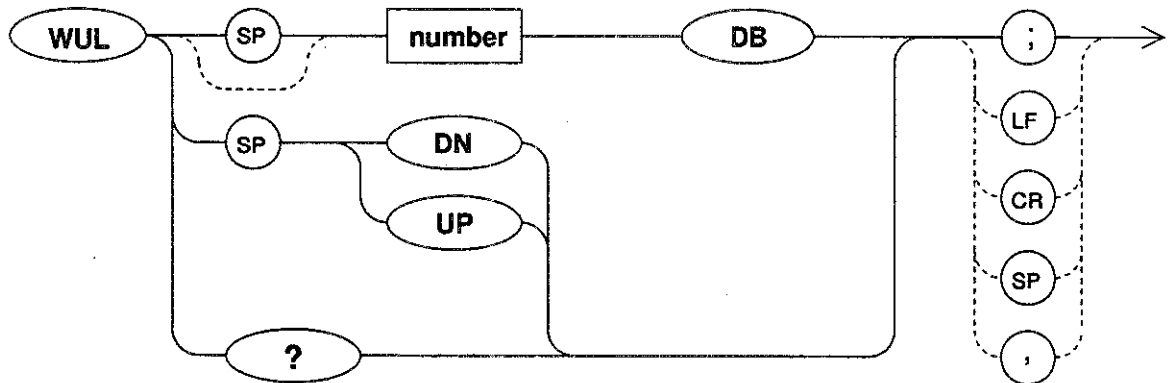 WUL SP number DB ;
LF
SP DN
CR
UP
SP
? ,